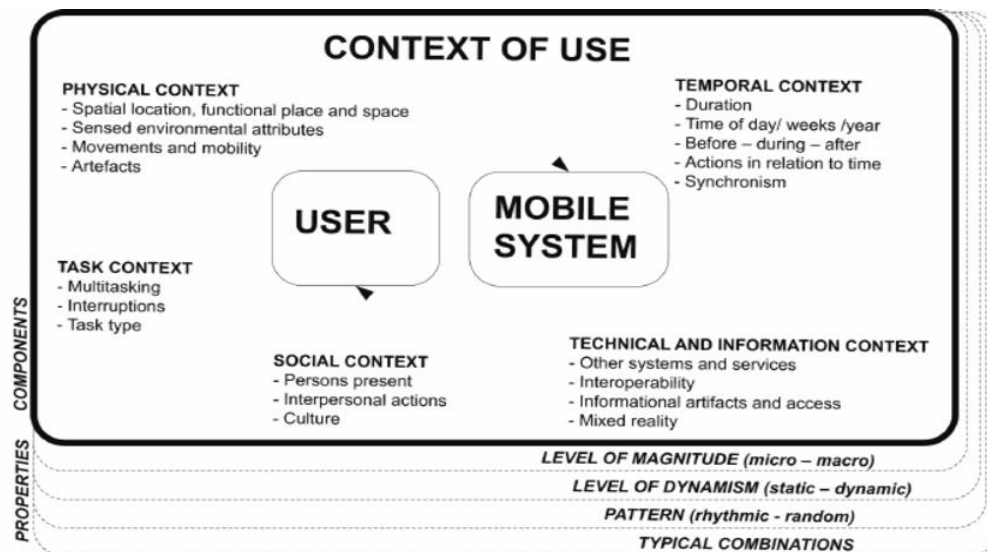 CONTEXT OF USE
PHYSICAL CONTEXT
- Spatial location, functional place and space
- Sensed environmental attributes
- Movements and mobility
- Artefacts
TEMPORAL CONTEXT
- Duration
- Time of day/ weeks /year
- Before – during – after
- Actions in relation to time
- Synchronism
USER
MOBILE
SYSTEM
TASK CONTEXT
- Multitasking
- Interruptions
- Task type
SOCIAL CONTEXT
- Persons present
- Interpersonal actions
- Culture
TECHNICAL AND INFORMATION CONTEXT
- Other systems and services
- Interoperability
- Informational artifacts and access
- Mixed reality
COMPONENTS
PROPERTIES
LEVEL OF MAGNITUDE (micro – macro)
LEVEL OF DYNAMISM (static – dynamic)
PATTERN (rhythmic - random)
TYPICAL COMBINATIONS